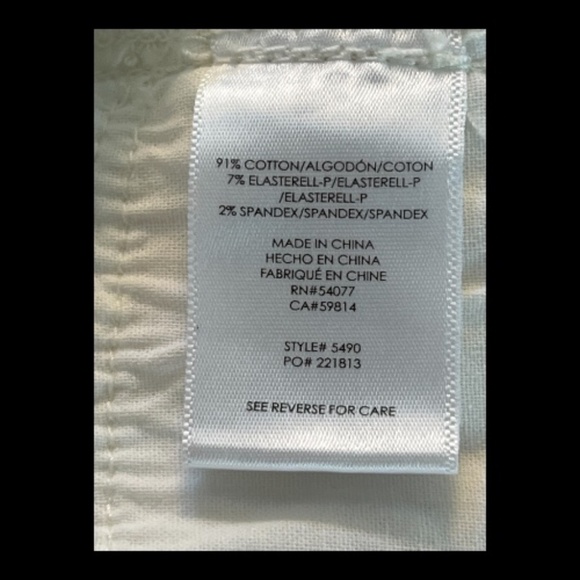 91% COTTON/ALGODÓN/COTON
7% ELASTERELL-P/ELASTERELL-P
/ELASTERELL-P
2% SPANDEX/SPANDEX/SPANDEX
MADE IN CHINA
HECHO EN CHINA
FABRIQUÉ EN CHINE
RN#54077
CA#59814
STYLE# 5490
PO# 221813
SEE REVERSE FOR CARE